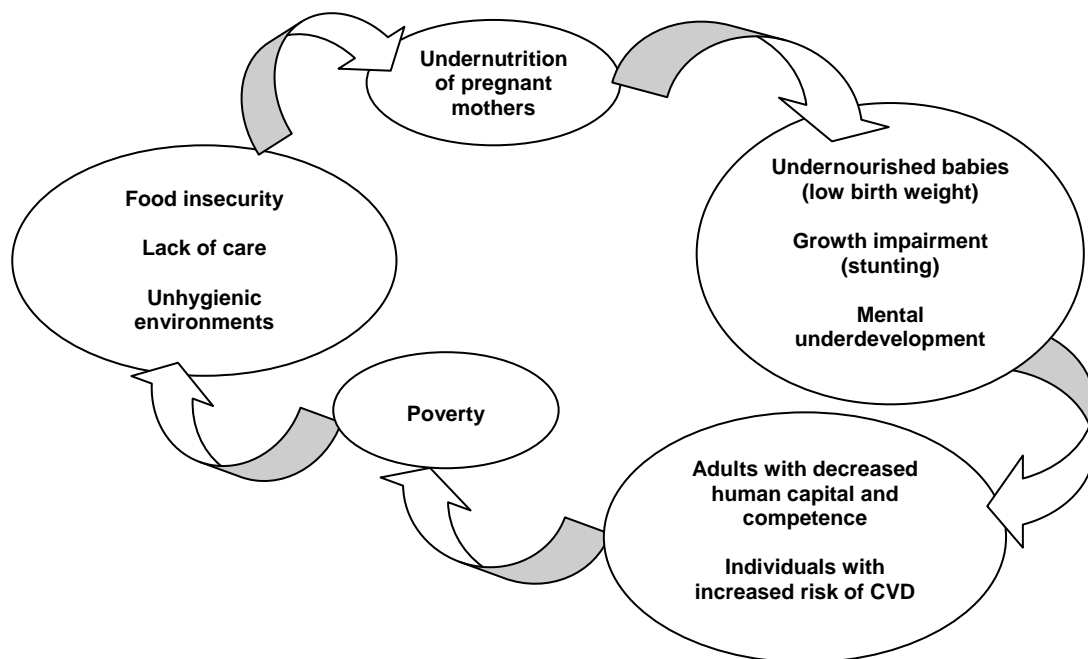 Undernutrition
of pregnant
mothers
Undernourished babies
(low birth weight)
Growth impairment
(stunting)
Mental
underdevelopment
Adults with decreased
human capital and
competence
Individuals with
increased risk of CVD
Poverty
Food insecurity
Lack of care
Unhygienic
environments